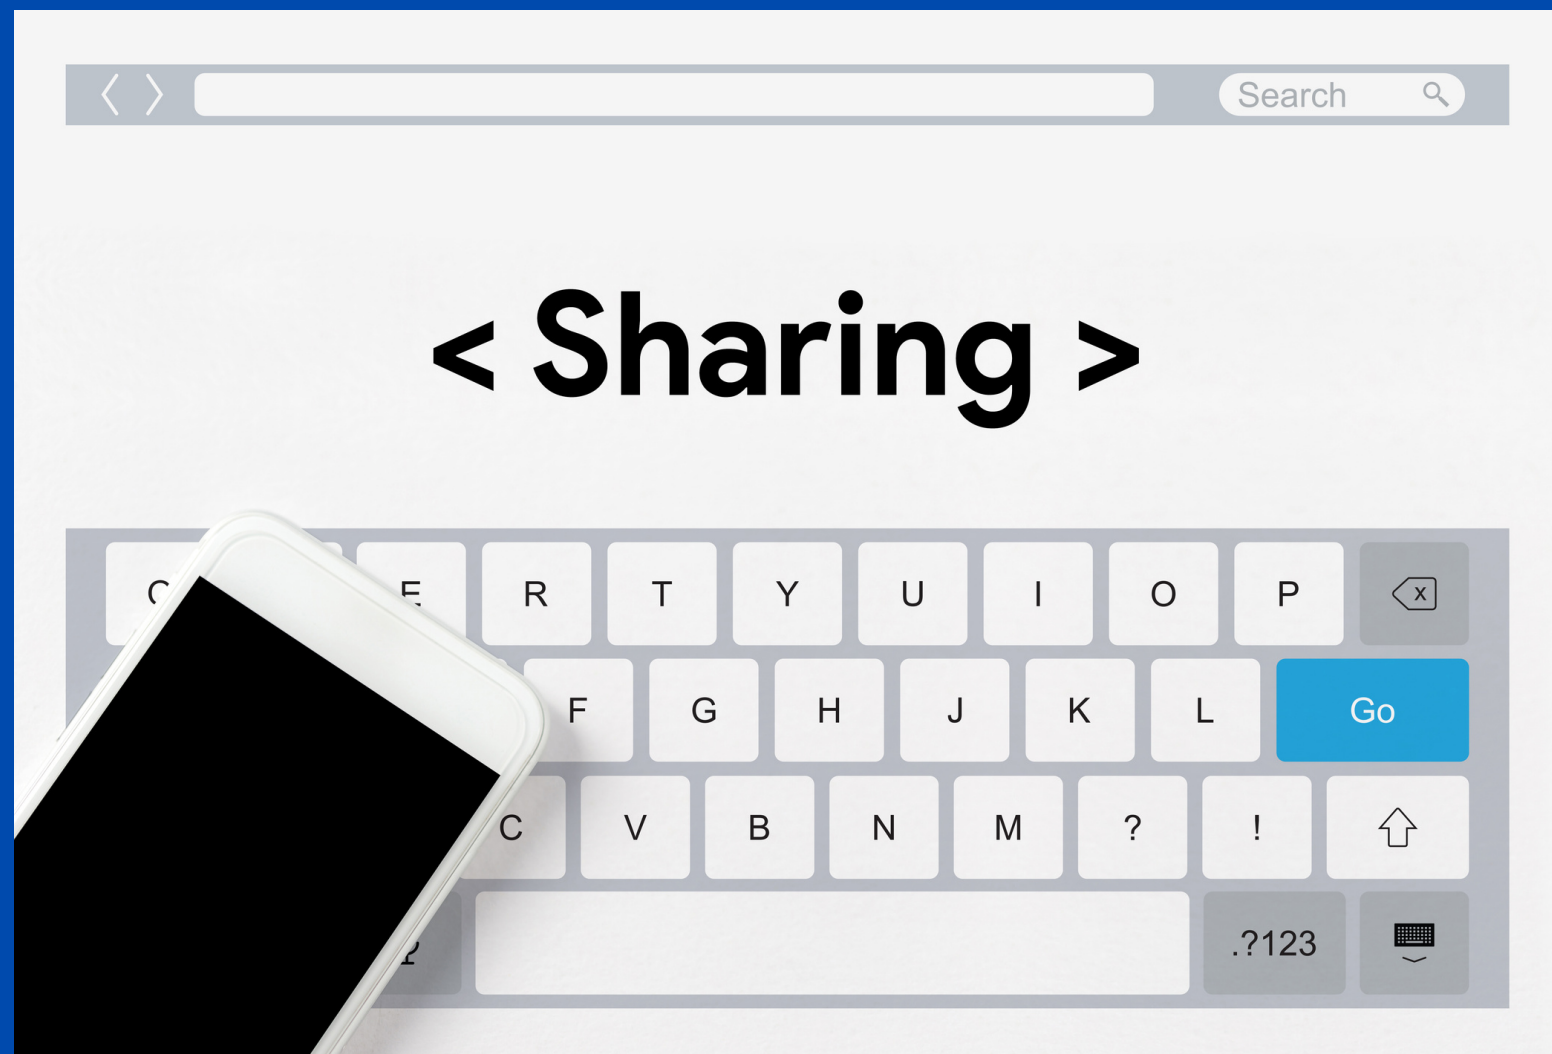 Search
< Sharing >
E R T Y U I O P x
F G H J K L Go
C V B N M ? !
.?123